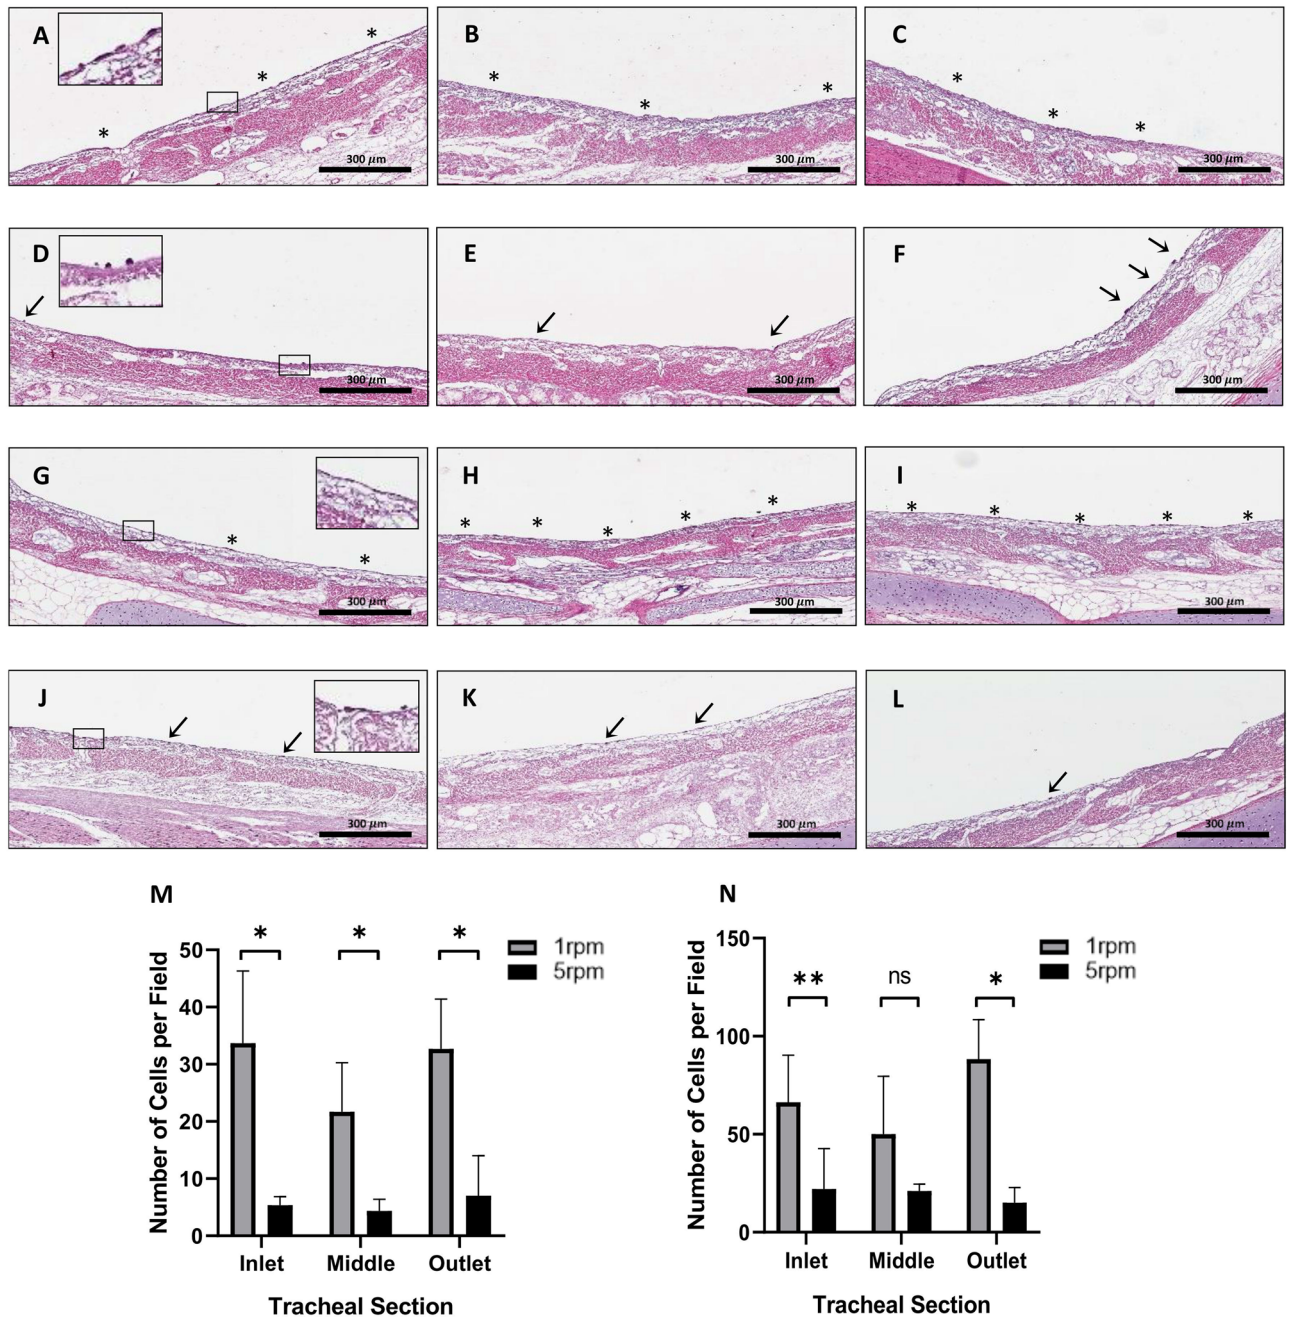 A
*
*
*
300 µm
B
*
*
*
300 µm
C
*
*
*
300 µm
D
300 µm
E
300 µm
F
300 µm
G
*
*
300 µm
H
*
*
*
*
*
300 µm
I
*
*
*
*
*
300 µm
J
300 µm
K
300 µm
L
300 µm
M
Number of Cells per Field
50
40
30
20
10
0
*
*
*
1rpm
5rpm
Inlet
Middle
Outlet
Tracheal Section
N
Number of Cells per Field
150
100
50
0
**
ns
*
1rpm
5rpm
Inlet
Middle
Outlet
Tracheal Section